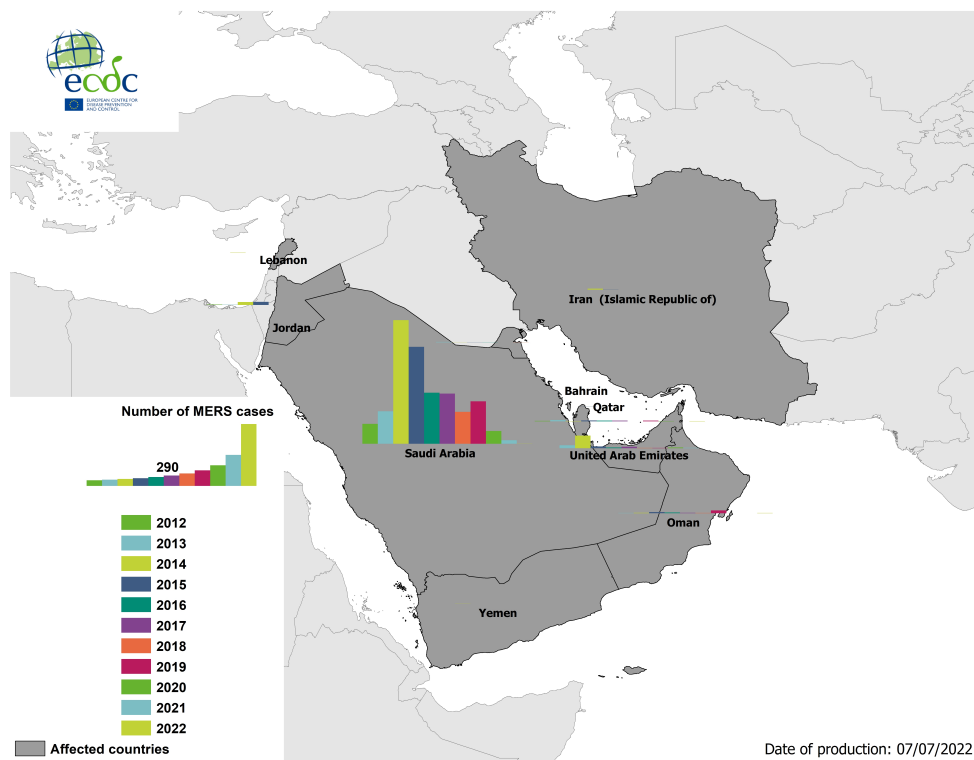 ecdc
EUROPEAN CENTRE FOR
DISEASE PREVENTION
AND CONTROL
Lebanon
Iran (Islamic Republic of)
Jordan
Bahrain
Qatar
Saudi Arabia
United Arab Emirates
Oman
Yemen
Number of MERS cases
290
2012
2013
2014
2015
2016
2017
2018
2019
2020
2021
2022
Affected countries
Date of production: 07/07/2022